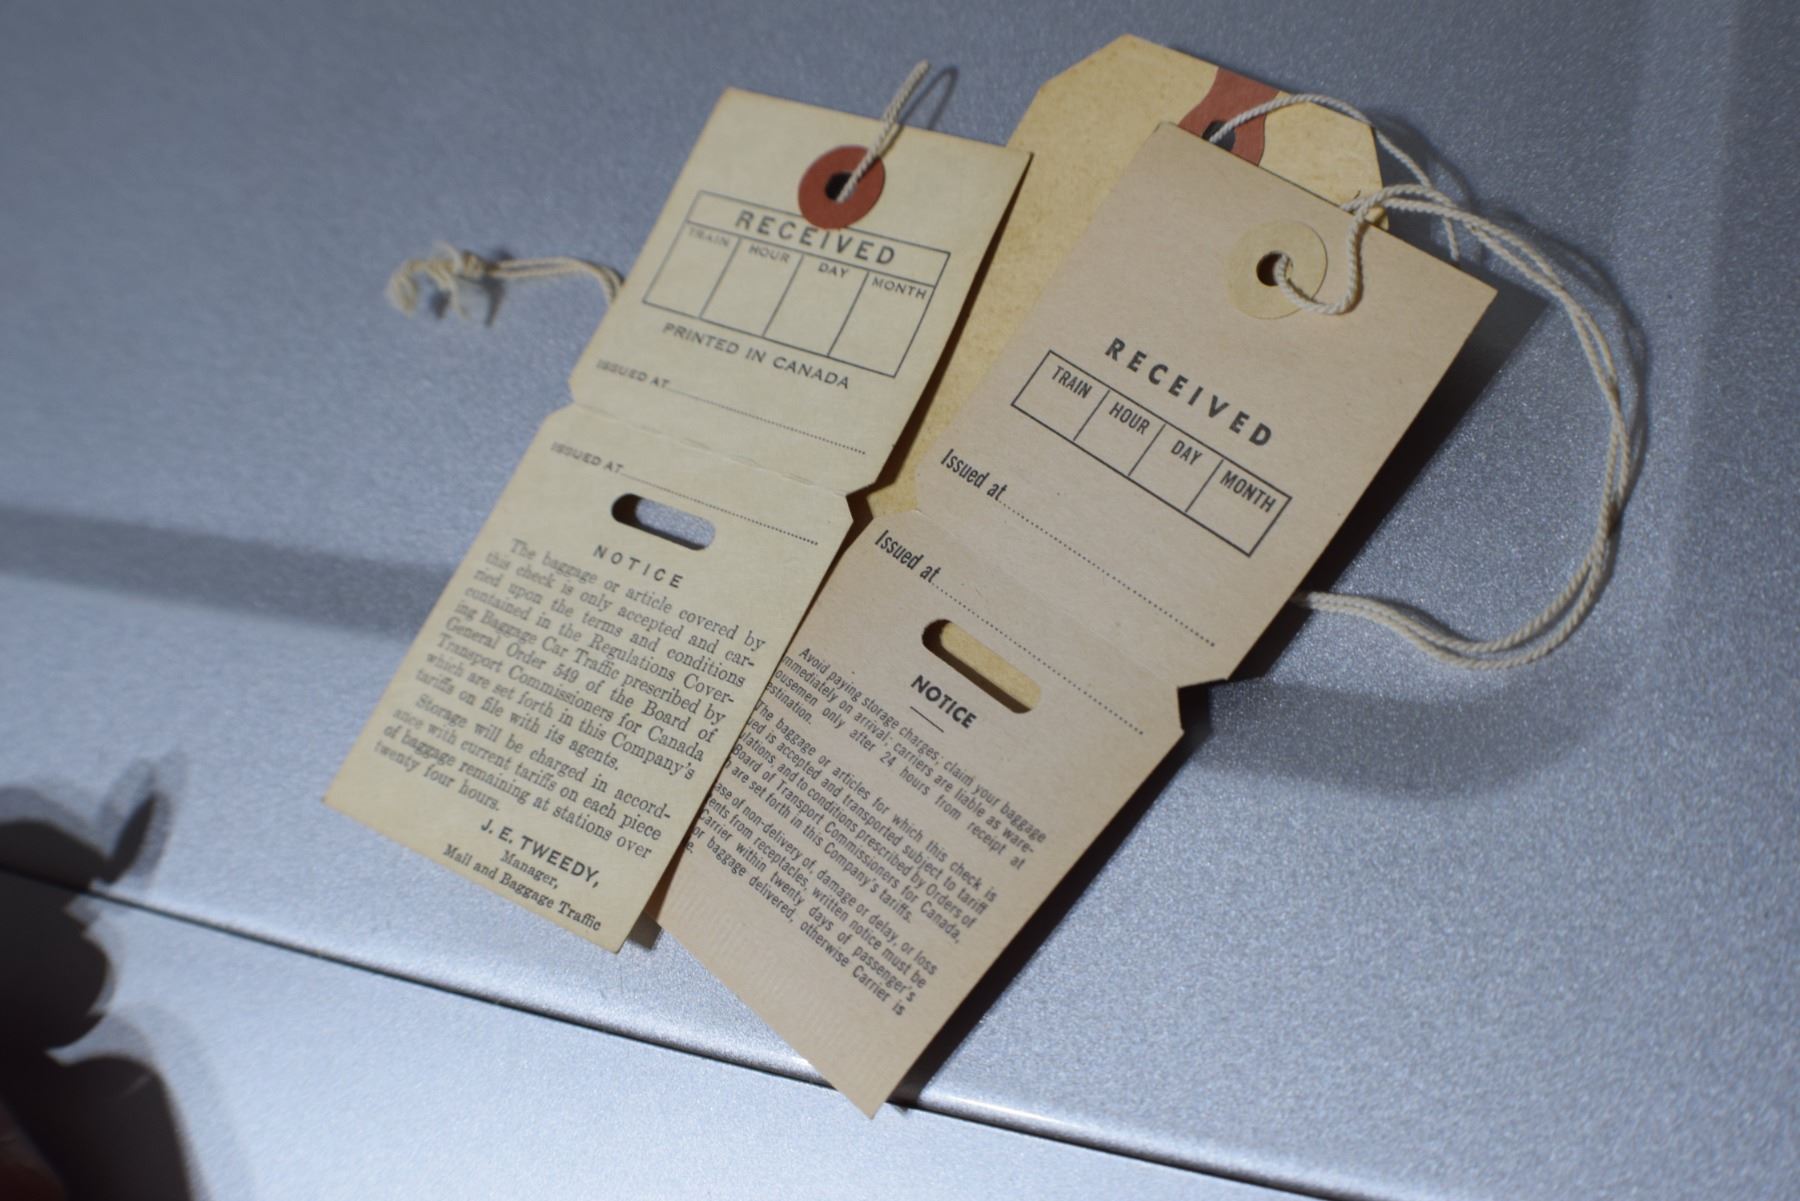 RECEIVED
TRAIN HOUR DAY MONTH
PRINTED IN CANADA
ISSUED AT
ISSUED AT
NOTICE
The baggage or article covered by
this check is only accepted and car-
ried upon the terms and conditions
contained in the Regulations Cover-
ing Baggage Car Traffic prescribed by
General Order 549 of the Board of
Transport Commissioners for Canada
which are set forth in this Company's
tariffs on file with its agents.
Storage will be charged in accord-
ance with current tariffs on each piece
of baggage remaining at stations over
twenty four hours.
J. E. TWEEDY,
Manager,
Mail and Baggage Traffic
RECEIVED
TRAIN HOUR DAY MONTH
Issued at
Issued at
NOTICE
Avoid paying storage charges; claim your baggage
mmediately on arrival; carriers are liable as ware-
ousemen only after 24 hours from receipt at
estination.
The baggage or articles for which this check is
ued is accepted and transported subject to tariff
ulations, and to conditions prescribed by Orders of
Board of Transport Commissioners for Canada,
are set forth in this Company's tariffs.
ase of non-delivery of, damage or delay, or loss
ents from receptacles, written notice must be
Carrier within twenty days of passenger's
or baggage delivered, otherwise Carrier is
e.